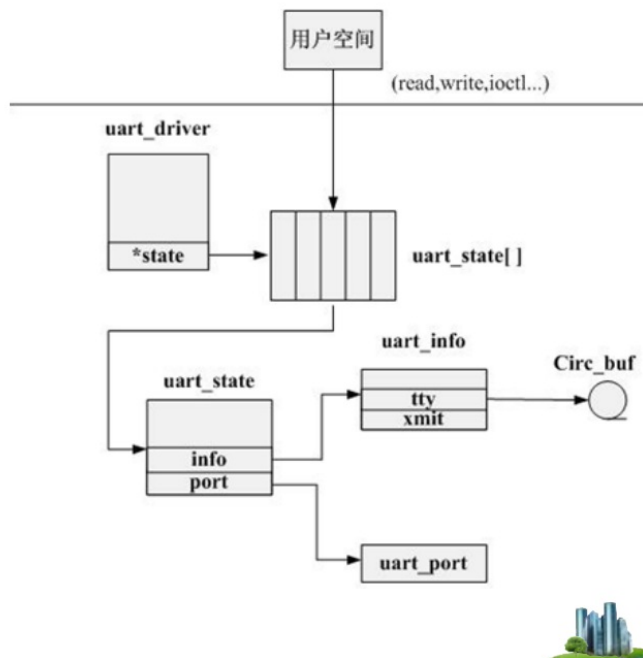 用户空间
(read,write,ioctl...)
uart_driver
*state
uart_state[ ]
uart_info
Circ_buf
uart_state
tty
xmit
info
port
uart_port